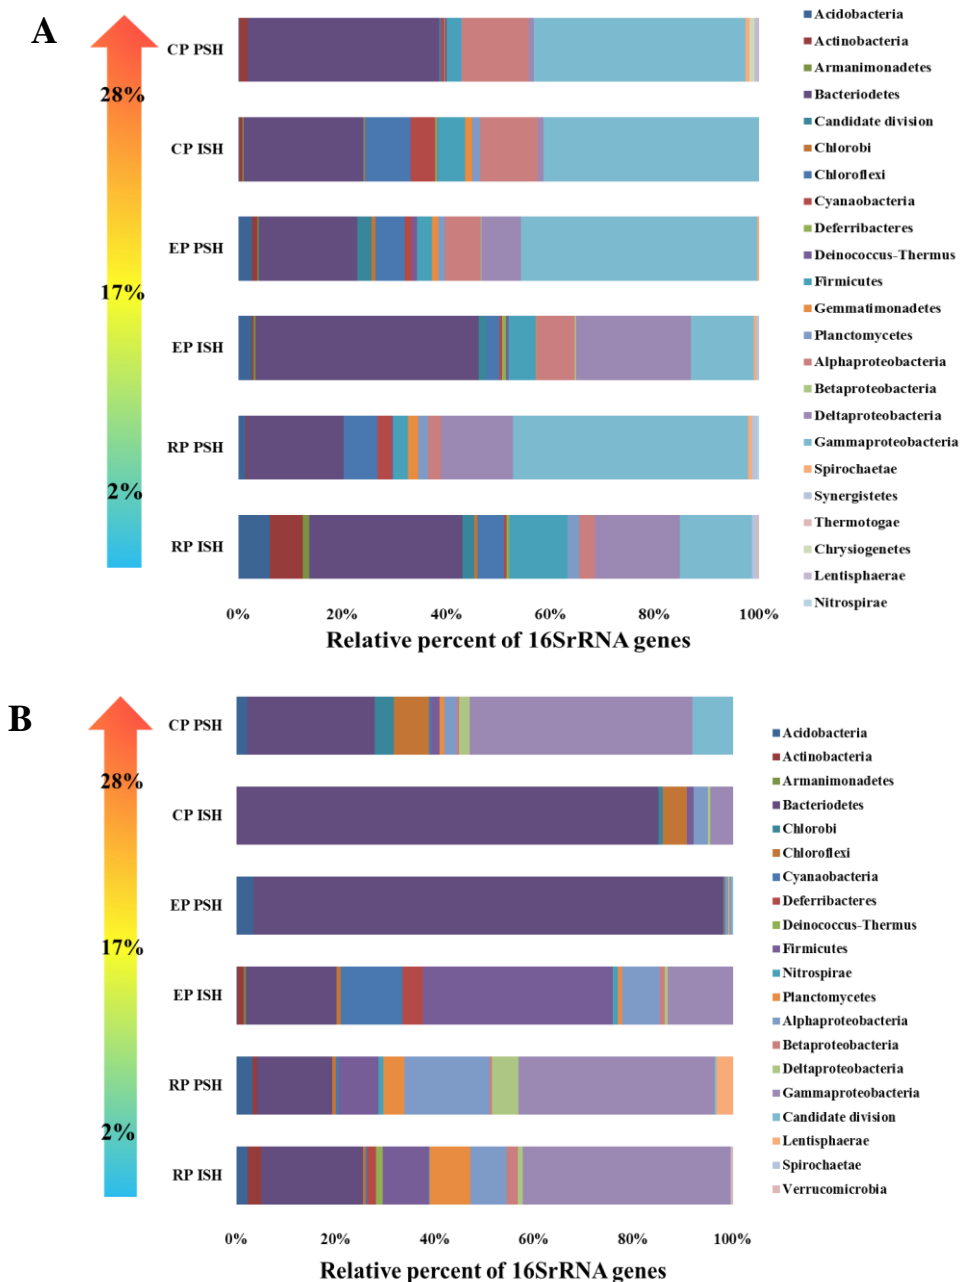 A
28%
17%
2%
CP PSH
CP ISH
EP PSH
EP ISH
RP PSH
RP ISH
0% 20% 40% 60% 80% 100%
Relative percent of 16SrRNA genes
Acidobacteria
Actinobacteria
Armanimonadetes
Bacteriodetes
Candidate division
Chlorobi
Chloroflexi
Cyanaobacteria
Deferribacteres
Deinococcus-Thermus
Firmicutes
Gemmatimonadetes
Planctomycetes
Alphaproteobacteria
Betaproteobacteria
Deltaproteobacteria
Gammaproteobacteria
Spirochaetae
Synergistetes
Thermotogae
Chrysiogenetes
Lentisphaerae
Nitrospirae
B
28%
17%
2%
CP PSH
CP ISH
EP PSH
EP ISH
RP PSH
RP ISH
0% 20% 40% 60% 80% 100%
Relative percent of 16SrRNA genes
Acidobacteria
Actinobacteria
Armanimonadetes
Bacteriodetes
Chlorobi
Chloroflexi
Cyanaobacteria
Deferribacteres
Deinococcus-Thermus
Firmicutes
Nitrospirae
Planctomycetes
Alphaproteobacteria
Betaproteobacteria
Deltaproteobacteria
Gammaproteobacteria
Candidate division
Lentisphaerae
Spirochaetae
Verrucomicrobia